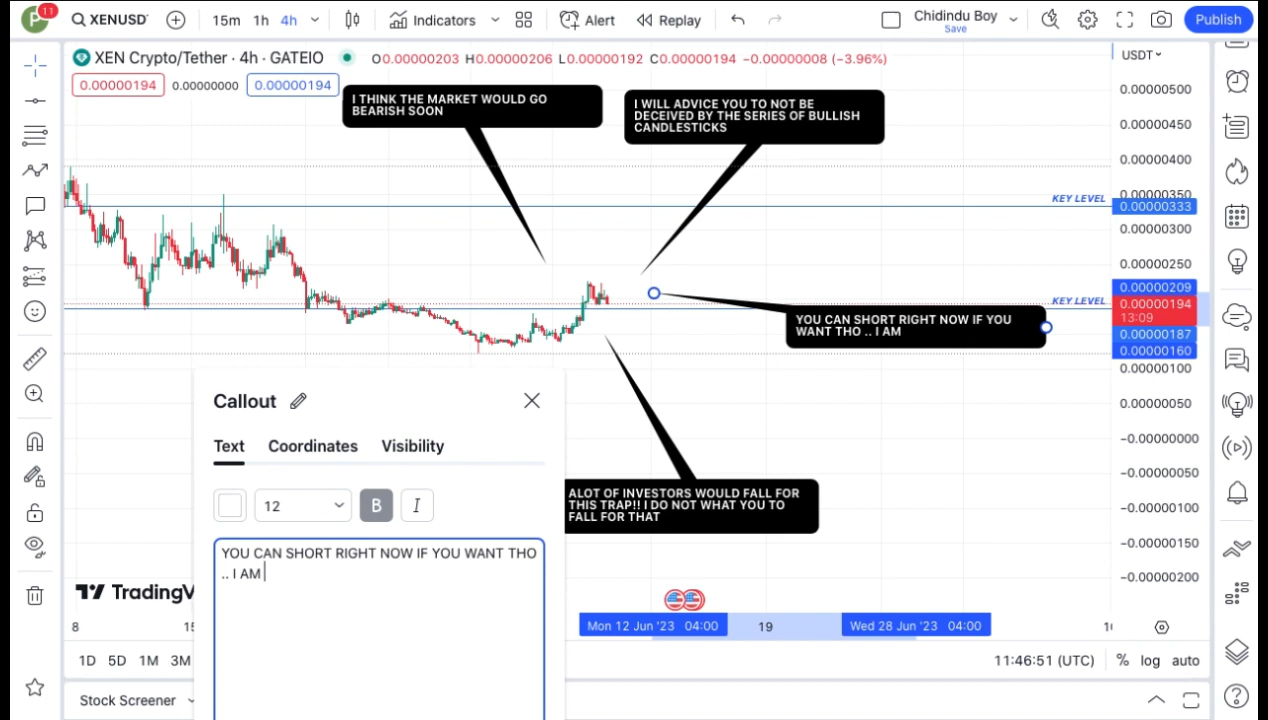 P 11 XENUSD 15m 1h 4h Indicators Alert Replay Chidindu Boy Publish
Save
XEN Crypto/Tether · 4h · GATEIO O0.00000203 H0.00000206 L0.00000192 C0.00000194 −0.00000008 (−3.96%) USDT
0.00000194 0.00000000 0.00000194
I THINK THE MARKET WOULD GO
BEARISH SOON
I WILL ADVICE YOU TO NOT BE
DECEIVED BY THE SERIES OF BULLISH
CANDLESTICKS
0.00000500
0.00000450
0.00000400
0.00000350
KEY LEVEL 0.00000333
0.00000300
0.00000250
0.00000209
KEY LEVEL 0.00000194
13:09
0.00000187
0.00000160
0.00000100
0.00000050
−0.00000000
−0.00000050
−0.00000100
−0.00000150
−0.00000200
YOU CAN SHORT RIGHT NOW IF YOU
WANT THO .. I AM
ALOT OF INVESTORS WOULD FALL FOR
THIS TRAP!! I DO NOT WHAT YOU TO
FALL FOR THAT
Callout
Text Coordinates Visibility
12 B I
YOU CAN SHORT RIGHT NOW IF YOU WANT THO
.. I AM
TradingV
8 15 Mon 12 Jun '23 04:00 19 Wed 28 Jun '23 04:00
1D 5D 1M 3M 11:46:51 (UTC) % log auto
Stock Screener